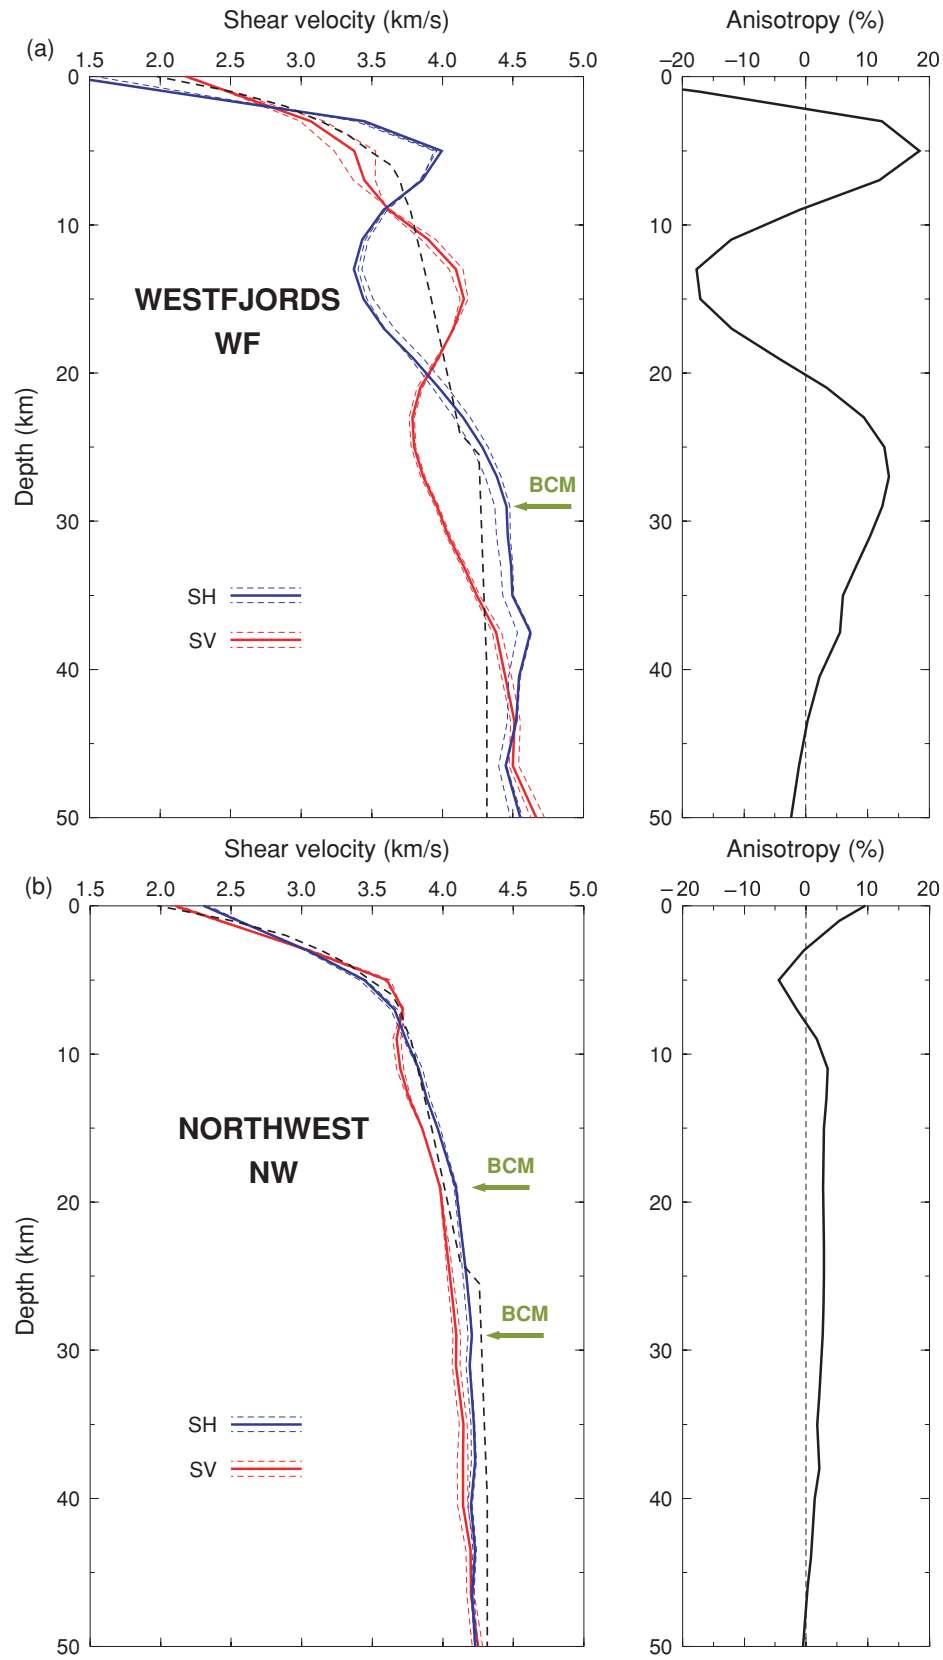 Shear velocity (km/s) Anisotropy (%)
(a)
1.5 2.0 2.5 3.0 3.5 4.0 4.5 5.0 −20 −10 0 10 20
0 0
10 10
WESTFJORDS
WF
20 20
Depth (km)
BCM
30 30
SH
SV
40 40
50 50
Shear velocity (km/s) Anisotropy (%)
(b)
1.5 2.0 2.5 3.0 3.5 4.0 4.5 5.0 −20 −10 0 10 20
0 0
10 10
NORTHWEST
NW
BCM
20 20
Depth (km)
BCM
30 30
SH
SV
40 40
50 50